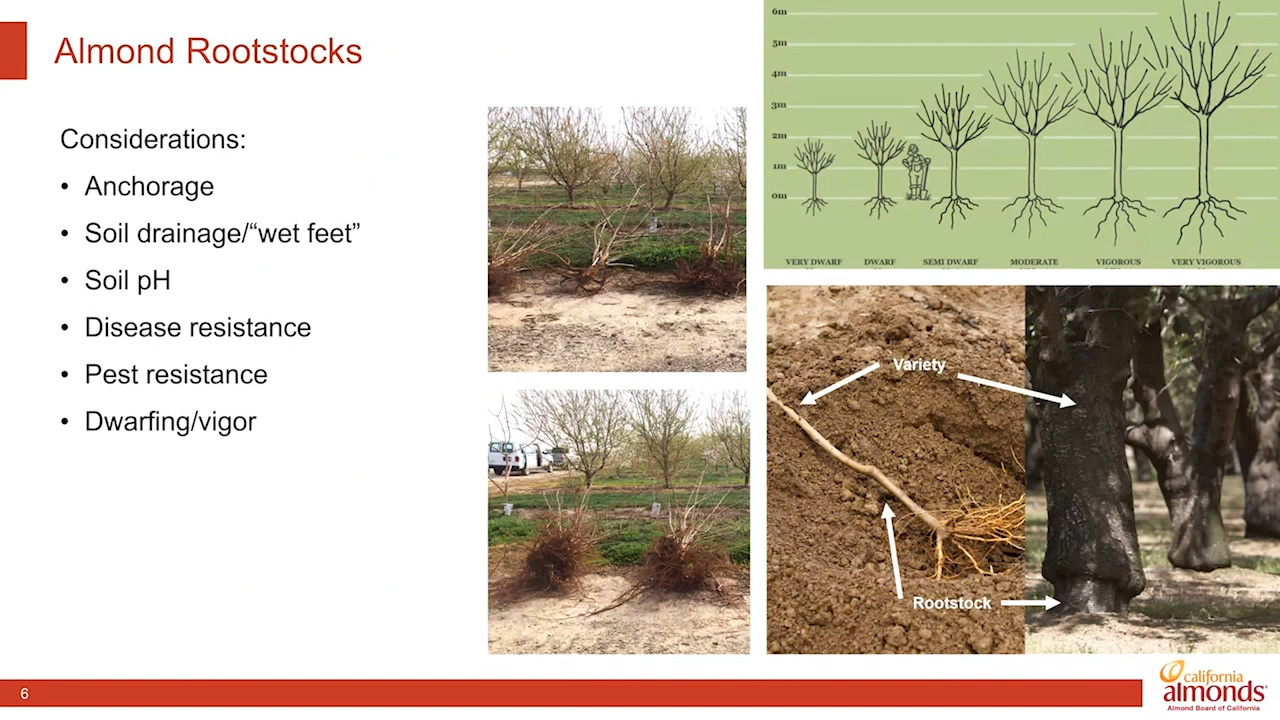 Almond Rootstocks
Considerations:
• Anchorage
• Soil drainage/“wet feet”
• Soil pH
• Disease resistance
• Pest resistance
• Dwarfing/vigor
6m
5m
4m
3m
2m
1m
0m
VERY DWARF
DWARF
SEMI DWARF
MODERATE
VIGOROUS
VERY VIGOROUS
Variety
Rootstock
6
california
almonds
Almond Board of California